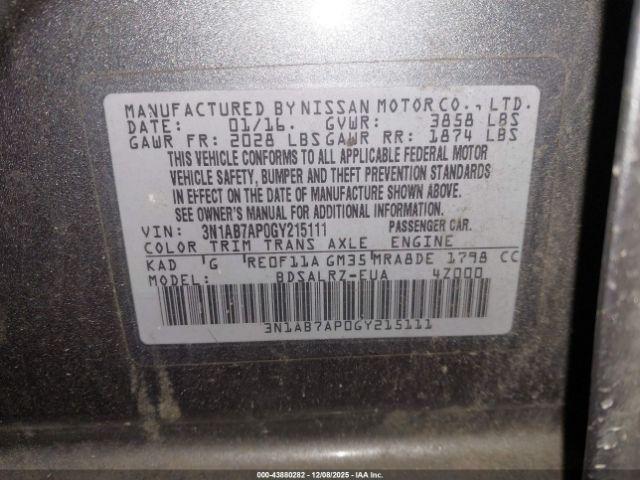 MANUFACTURED BY NISSAN MOTOR CO., LTD.
DATE: 01/16. GVWR: 3858 LBS
GAWR FR: 2028 LBS GAWR RR: 1874 LBS
THIS VEHICLE CONFORMS TO ALL APPLICABLE FEDERAL MOTOR
VEHICLE SAFETY, BUMPER AND THEFT PREVENTION STANDARDS
IN EFFECT ON THE DATE OF MANUFACTURE SHOWN ABOVE.
SEE OWNER'S MANUAL FOR ADDITIONAL INFORMATION.
VIN: 3N1AB7AP0GY215111 PASSENGER CAR.
COLOR TRIM TRANS AXLE ENGINE
KAD G RE0F11A GM35 MRA8DE 1798 CC
MODEL: BDSALRZ-EUA 4Z000
3N1AB7AP0GY215111
000-43880282 | 12/08/2025 - IAA Inc.